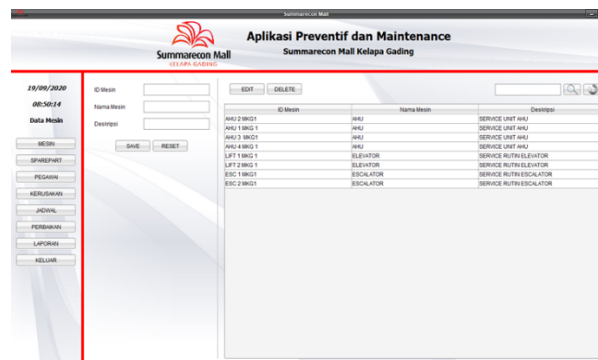 Summarecon Mall
Aplikasi Preventif dan Maintenance
Summarecon Mall Kelapa Gading
Summarecon Mall
KELAPA GADING
19/09/2020
08:50:14
Data Mesin
MESIN
SPAREPART
PEGAWAI
KERUSAKAN
JADWAL
PERBAIKAN
LAPORAN
KELUAR
ID Mesin
Nama Mesin
Deskripsi
SAVE RESET
EDIT DELETE
ID Mesin Nama Mesin Deskripsi
AHU 2 MKG1 AHU SERVICE UNIT AHU
AHU 1 MKG 1 AHU SERVICE UNIT AHU
AHU 3 MKG1 AHU SERVICE UNIT AHU
AHU 4 MKG 1 AHU SERVICE UNIT AHU
LIFT 1 MKG 1 ELEVATOR SERVICE RUTIN ELEVATOR
LIFT 2 MKG 1 ELEVATOR SERVICE RUTIN ELEVATOR
ESC 1 MKG1 ESCALATOR SERVICE RUTIN ESCALATOR
ESC 2 MKG1 ESCALATOR SERVICE RUTIN ESCALATOR